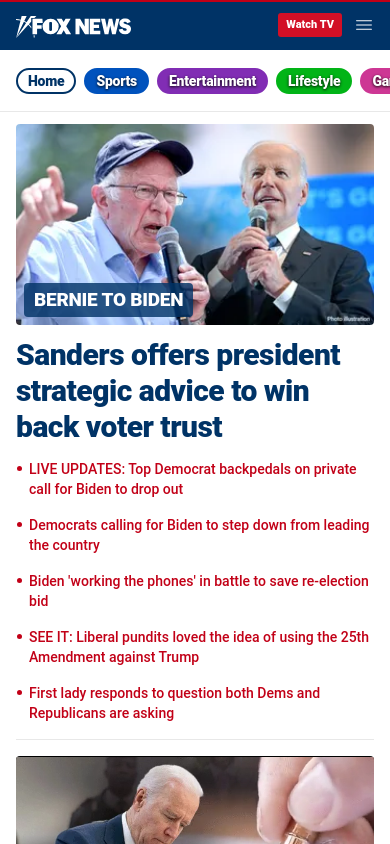 FOX NEWS
Watch TV
Home
Sports
Entertainment
Lifestyle
Ga
'T'S GO
BERNIE TO BIDEN
Photo illustration
Sanders offers president
strategic advice to win
back voter trust
LIVE UPDATES: Top Democrat backpedals on private
call for Biden to drop out
Democrats calling for Biden to step down from leading
the country
Biden 'working the phones' in battle to save re-election
bid
SEE IT: Liberal pundits loved the idea of using the 25th
Amendment against Trump
First lady responds to question both Dems and
Republicans are asking